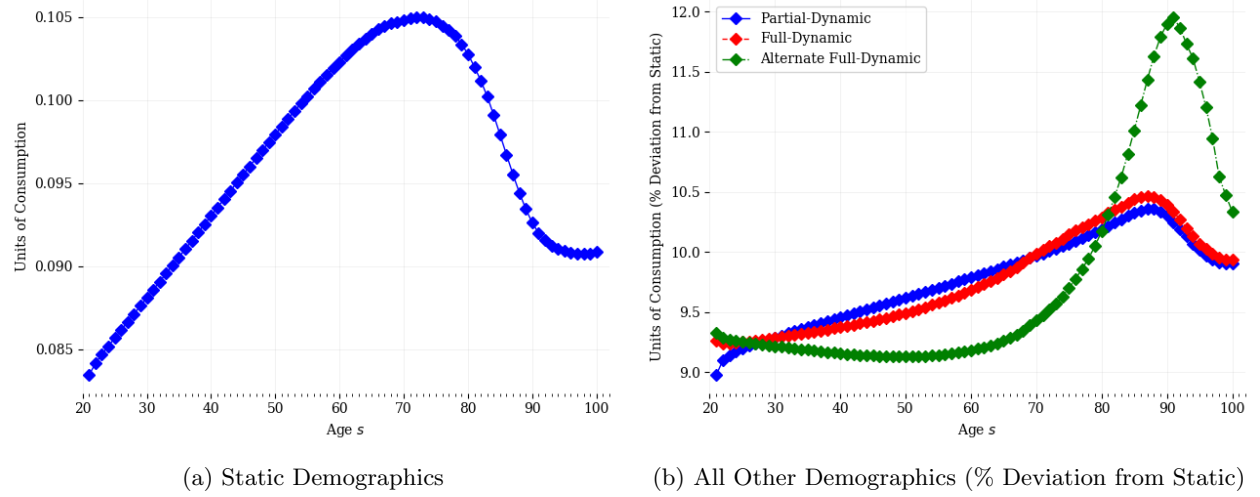 0.105
0.100
0.095
0.090
0.085
Units of Consumption
20 30 40 50 60 70 80 90 100
Age s
(a) Static Demographics
12.0
11.5
11.0
10.5
10.0
9.5
9.0
Units of Consumption (% Deviation from Static)
Partial-Dynamic
Full-Dynamic
Alternate Full-Dynamic
20 30 40 50 60 70 80 90 100
Age s
(b) All Other Demographics (% Deviation from Static)